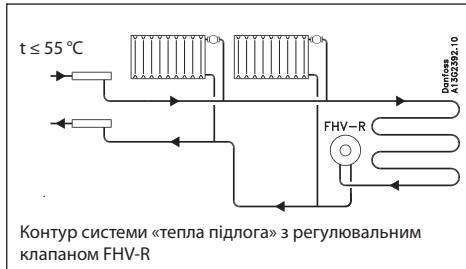 t ≤ 55 °C
Danfoss
A13G2392.10
FHV-R
Контур системи «тепла підлога» з регулювальним
клапаном FHV-R